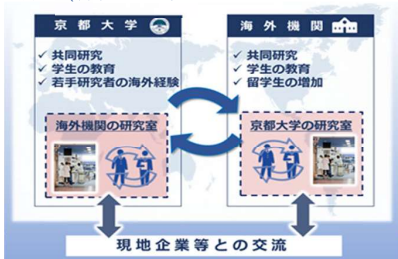 京都大学
✓ 共同研究
✓ 学生の教育
✓ 若手研究者の海外経験
海外機関の研究室
海外機関
✓ 共同研究
✓ 学生の教育
✓ 留学生の増加
京都大学の研究室
現地企業等との交流